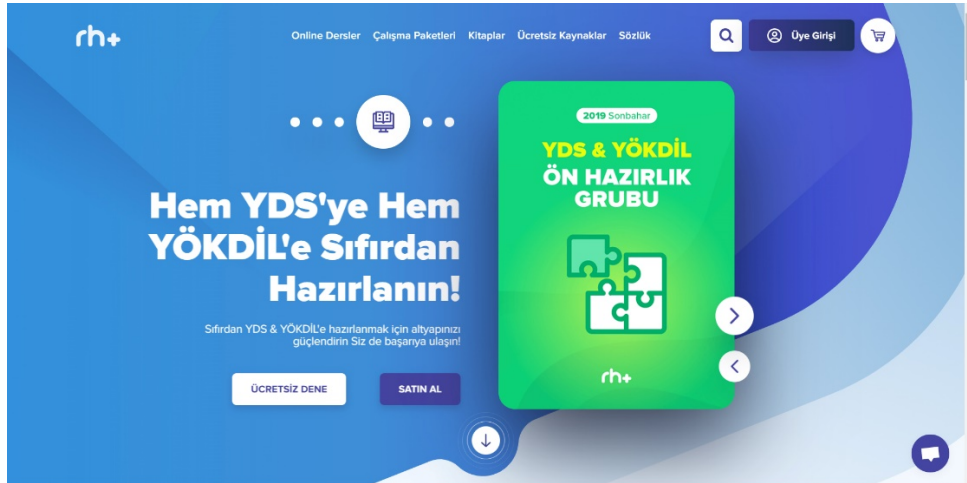 rh+
Online Dersler Çalışma Paketleri Kitaplar Ücretsiz Kaynaklar Sözlük
Üye Girişi
Hem YDS'ye Hem
YÖKDİL'e Sıfırdan
Hazırlanın!
Sıfırdan YDS & YÖKDİL'e hazırlanmak için altyapınızı
güçlendirin Siz de başarıya ulaşın!
ÜCRETSİZ DENE
SATIN AL
2019 Sonbahar
YDS & YÖKDİL
ÖN HAZIRLIK
GRUBU
rh+